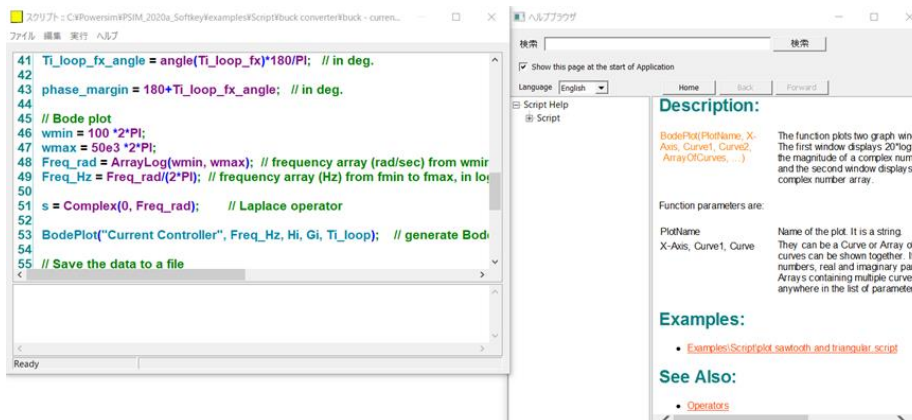 スクリプト : C:¥Powersim¥PSIM_2020a_Softkey¥examples¥Script¥buck converter¥buck - curren...
ファイル 編集 実行 ヘルプ
41 Ti_loop_fx_angle = angle(Ti_loop_fx)*180/PI; // in deg.
42
43 phase_margin = 180+Ti_loop_fx_angle; // in deg.
44
45 // Bode plot
46 wmin = 100 *2*PI;
47 wmax = 50e3 *2*PI;
48 Freq_rad = ArrayLog(wmin, wmax); // frequency array (rad/sec) from wmin
49 Freq_Hz = Freq_rad/(2*PI); // frequency array (Hz) from fmin to fmax, in log
50
51 s = Complex(0, Freq_rad); // Laplace operator
52
53 BodePlot("Current Controller", Freq_Hz, Hi, Gi, Ti_loop); // generate Bode
54
55 // Save the data to a file
Ready
ヘルプブラウザ
検索 検索
Show this page at the start of Application
Language English Home Back Forward
Script Help
Script
Description:
BodePlot(PlotName, X-
Axis, Curve1, Curve2,
ArrayOfCurves, ...)
The function plots two graph win
The first window displays 20*log
the magnitude of a complex num
and the second window displays
complex number array.
Function parameters are:
PlotName Name of the plot. It is a string.
X-Axis, Curve1, Curve They can be a Curve or Array o
curves can be shown together. I
numbers, real and imaginary pa
Arrays containing multiple curve
anywhere in the list of paramete
Examples:
Examples\Script\plot sawtooth and triangular script
See Also:
Operators